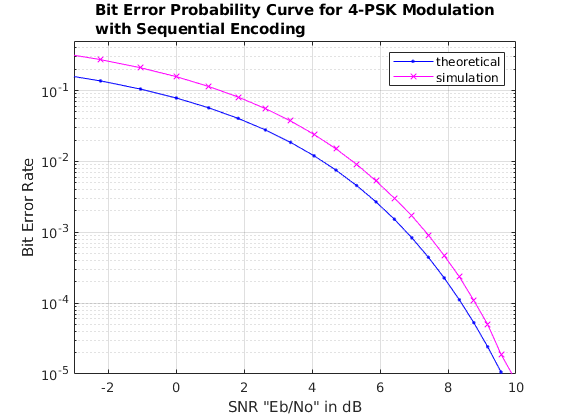 Bit Error Probability Curve for 4-PSK Modulation
with Sequential Encoding
theoretical
simulation
Bit Error Rate
10-1
10-2
10-3
10-4
10-5
-2 0 2 4 6 8 10
SNR "Eb/No" in dB